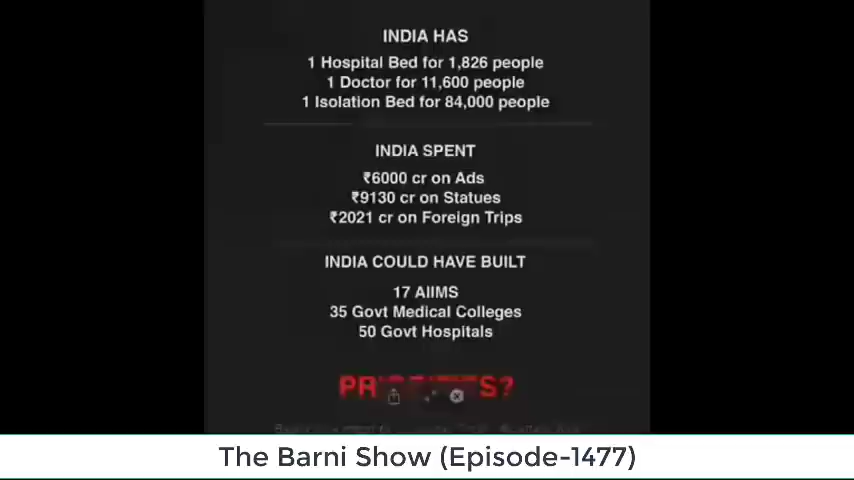 INDIA HAS
1 Hospital Bed for 1,826 people
1 Doctor for 11,600 people
1 Isolation Bed for 84,000 people
INDIA SPENT
₹6000 cr on Ads
₹9130 cr on Statues
₹2021 cr on Foreign Trips
INDIA COULD HAVE BUILT
17 AIIMS
35 Govt Medical Colleges
50 Govt Hospitals
The Barni Show (Episode-1477)